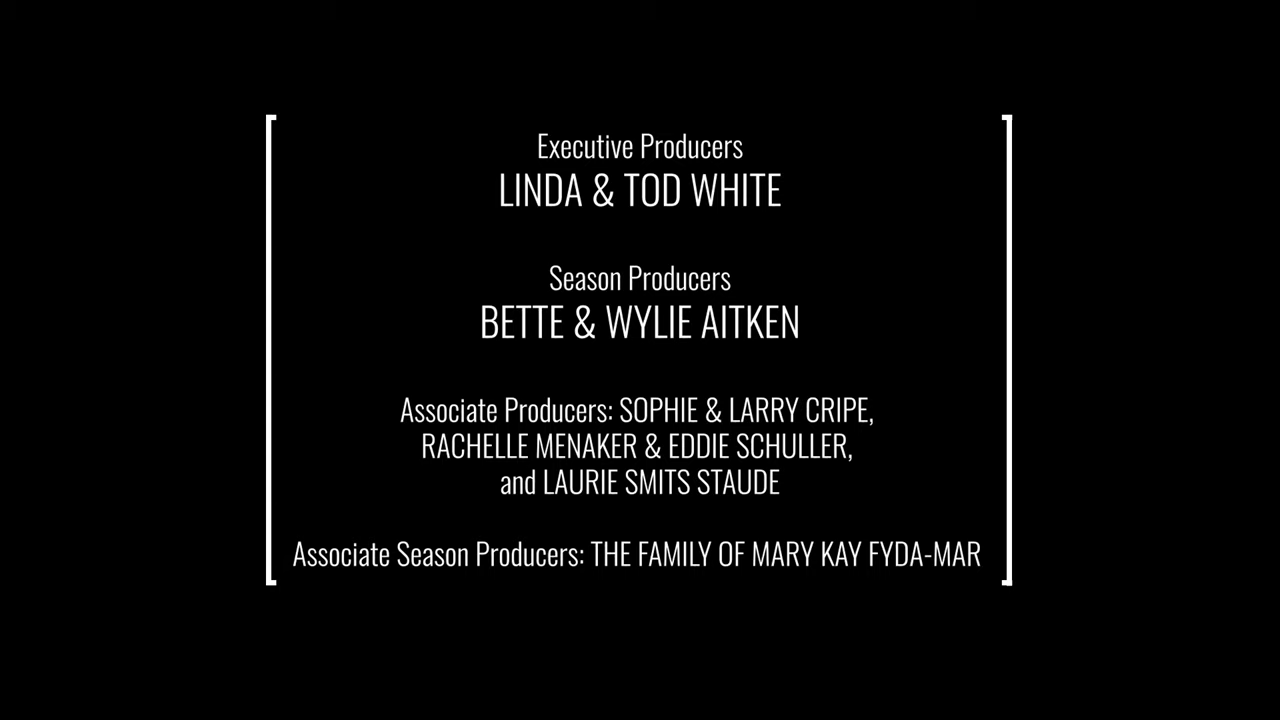 Executive Producers
LINDA & TOD WHITE
Season Producers
BETTE & WYLIE AITKEN
Associate Producers: SOPHIE & LARRY CRIPE,
RACHELLE MENAKER & EDDIE SCHULLER,
and LAURIE SMITS STAUDE
Associate Season Producers: THE FAMILY OF MARY KAY FYDA-MAR